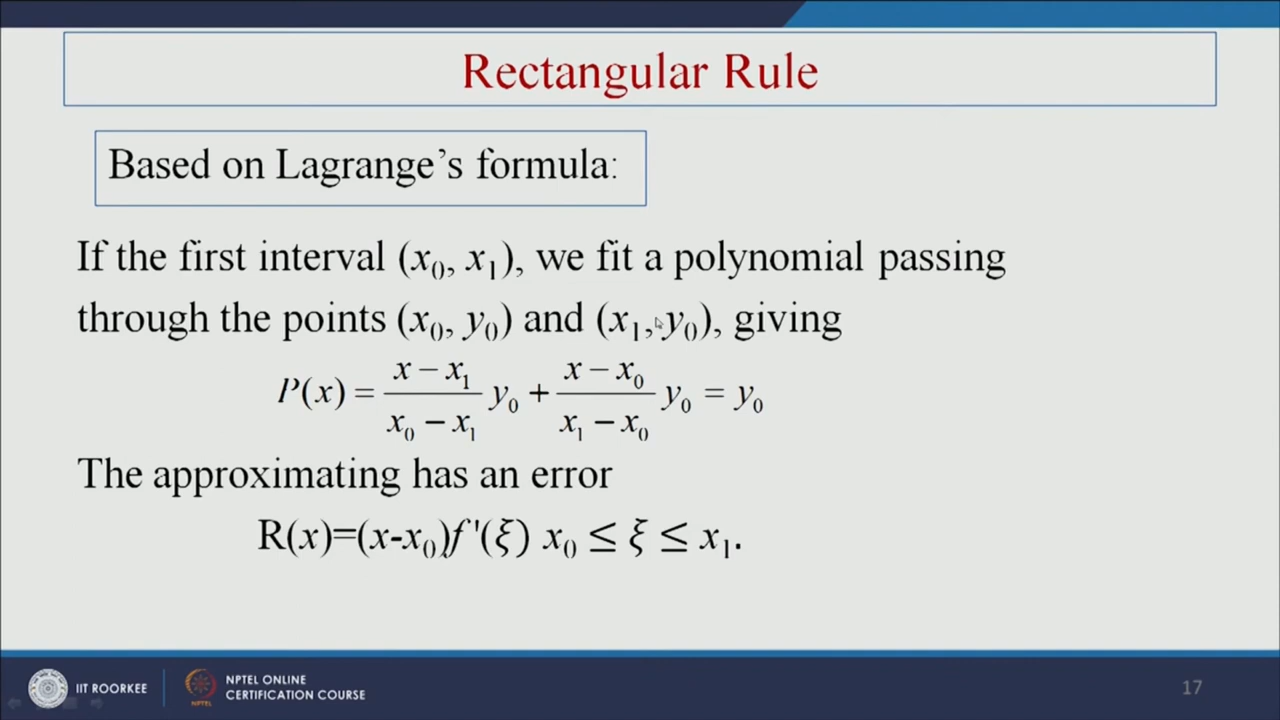 Rectangular Rule
Based on Lagrange's formula:
If the first interval (x₀, x₁), we fit a polynomial passing
through the points (x₀, y₀) and (x₁, y₀), giving
P(x) = (x − x₁)/(x₀ − x₁) y₀ + (x − x₀)/(x₁ − x₀) y₀ = y₀
The approximating has an error
R(x)=(x-x₀)f '(ξ) x₀ ≤ ξ ≤ x₁.
IIT ROORKEE
NPTEL ONLINE
CERTIFICATION COURSE
NPTEL
17